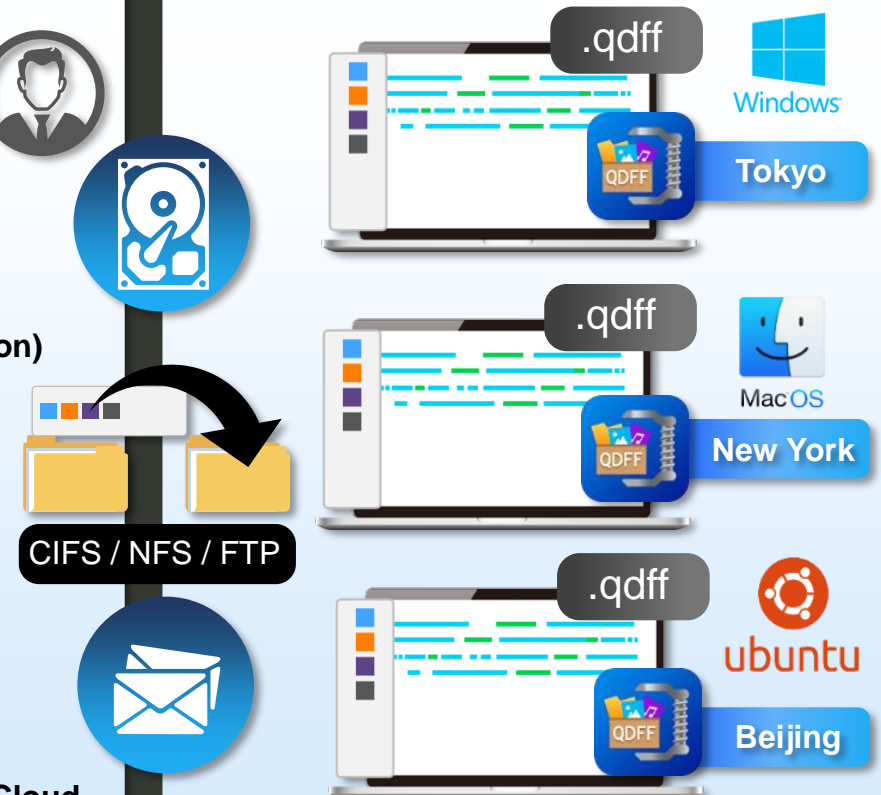 .qdff
Windows
QDFF
Tokyo
on)
.qdff
MacOS
QDFF
New York
CIFS / NFS / FTP
.qdff
ubuntu
QDFF
Beijing
Cloud